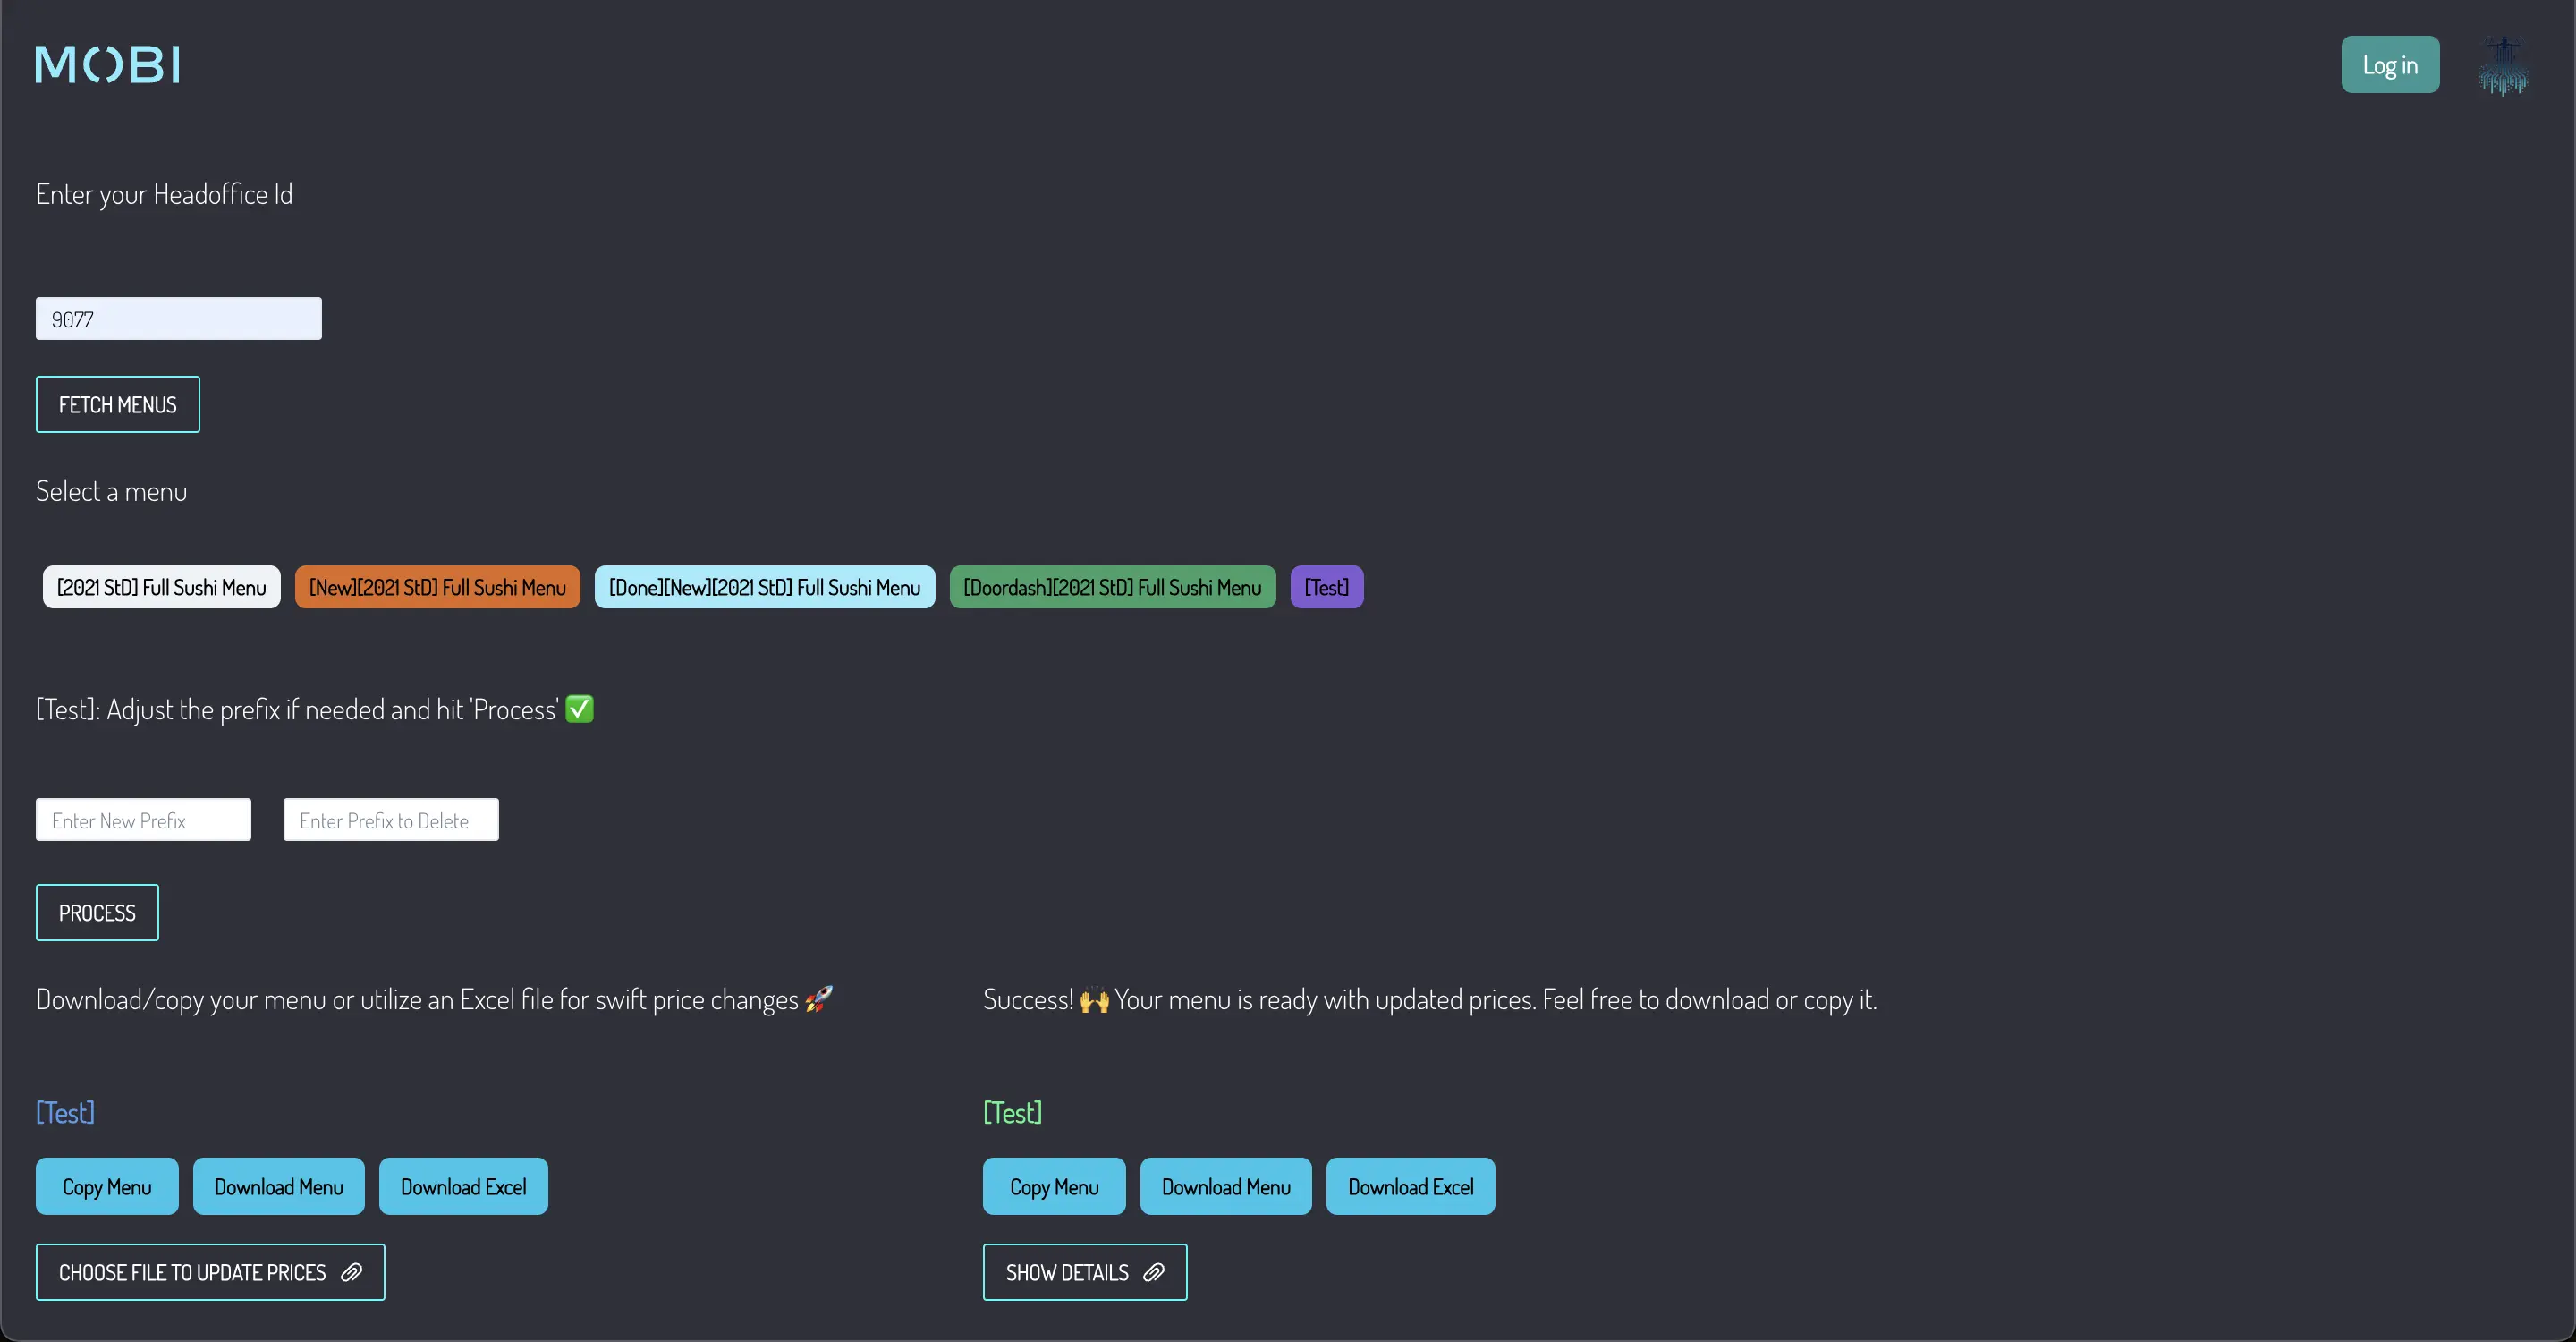 MOBI
Log in
Enter your Headoffice Id
9077
FETCH MENUS
Select a menu
[2021 StD] Full Sushi Menu [New][2021 StD] Full Sushi Menu [Done][New][2021 StD] Full Sushi Menu [Doordash][2021 StD] Full Sushi Menu [Test]
[Test]: Adjust the prefix if needed and hit 'Process' ✅
Enter New Prefix Enter Prefix to Delete
PROCESS
Download/copy your menu or utilize an Excel file for swift price changes 🚀
[Test]
Copy Menu Download Menu Download Excel
CHOOSE FILE TO UPDATE PRICES
Success! 🙌 Your menu is ready with updated prices. Feel free to download or copy it.
[Test]
Copy Menu Download Menu Download Excel
SHOW DETAILS